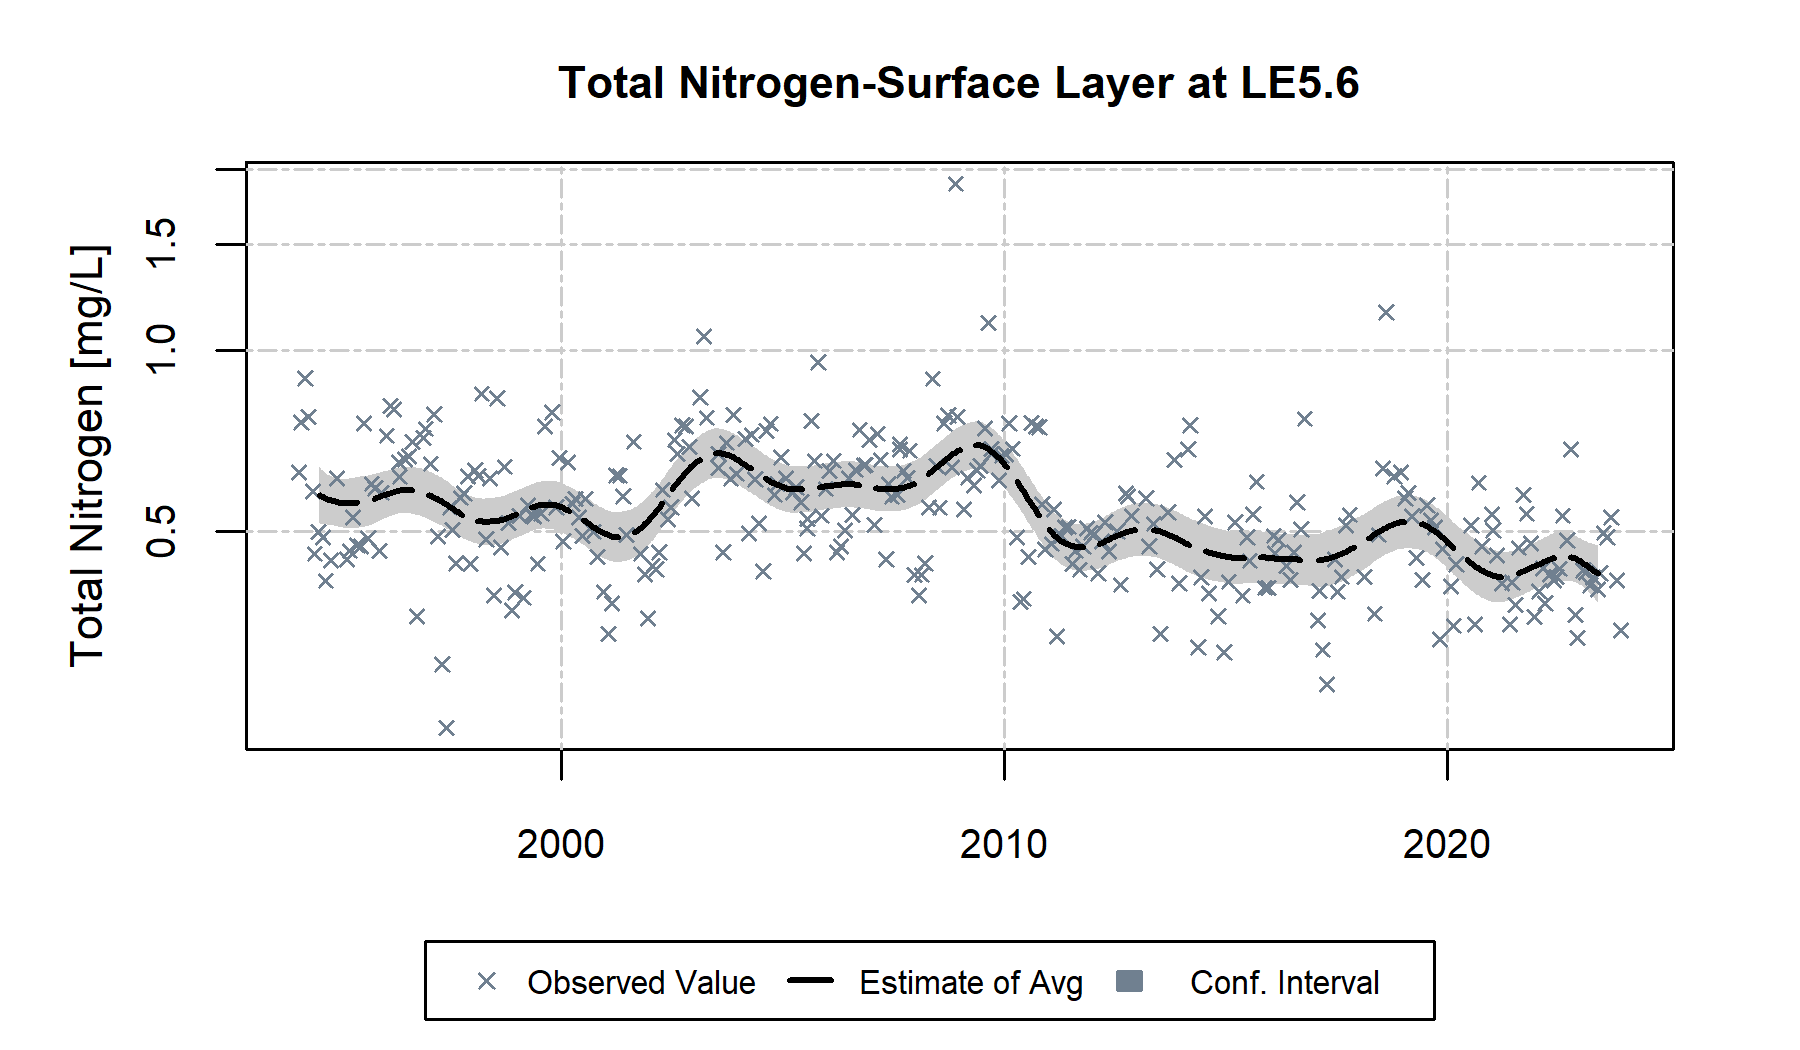 Total Nitrogen-Surface Layer at LE5.6
Total Nitrogen [mg/L]
1.5
1.0
0.5
2000 2010 2020
Observed Value Estimate of Avg Conf. Interval